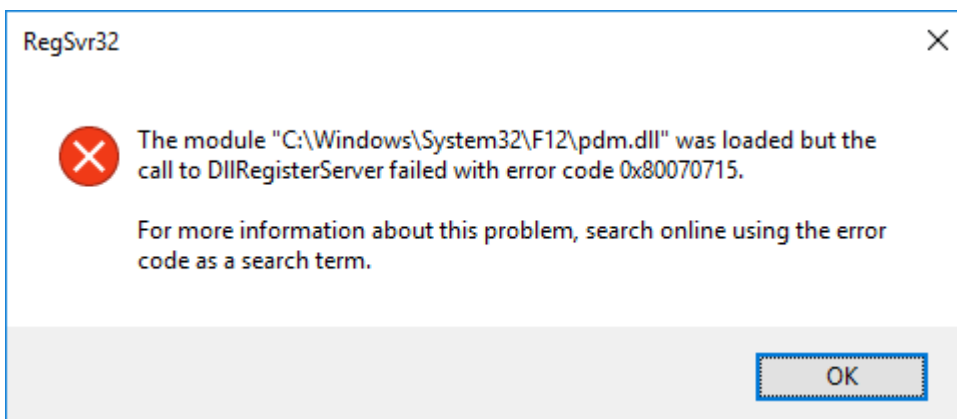 RegSvr32
The module "C:\Windows\System32\F12\pdm.dll" was loaded but the
call to DllRegisterServer failed with error code 0x80070715.
For more information about this problem, search online using the error
code as a search term.
OK